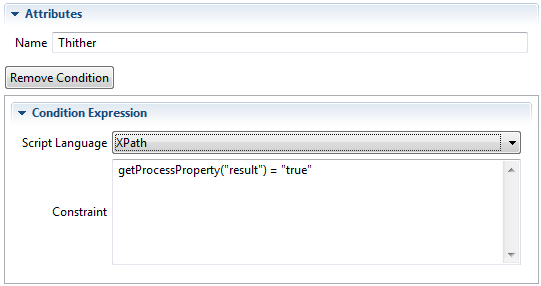 Attributes
Name Thither
Remove Condition
Condition Expression
Script Language XPath
getProcessProperty("result") = "true"
Constraint